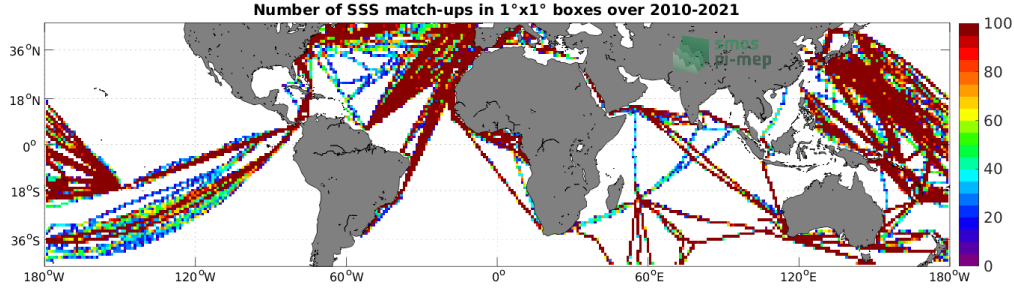 Number of SSS match-ups in 1°x1° boxes over 2010-2021
36°N
18°N
0°
18°S
36°S
180°W
120°W
60°W
0°
60°E
120°E
180°W
100
80
60
40
20
0
smos
pi-mep